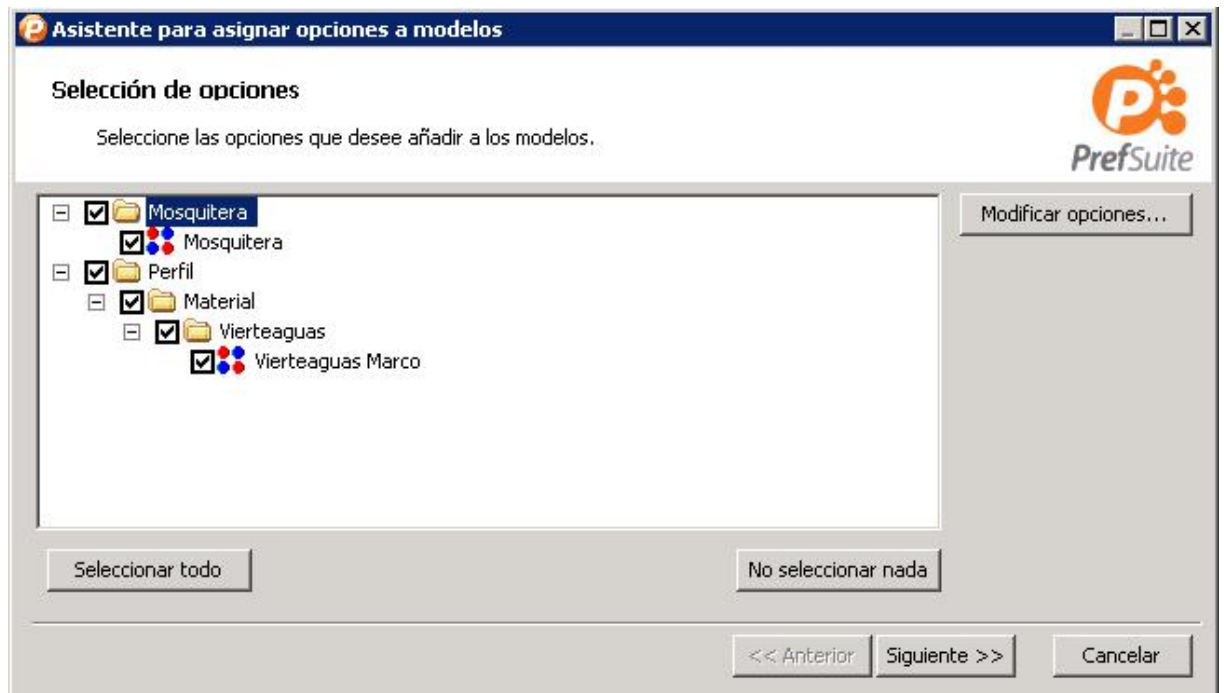 Asistente para asignar opciones a modelos
Selección de opciones
Seleccione las opciones que desee añadir a los modelos.
PrefSuite
Mosquitera
Modificar opciones...
Mosquitera
Perfil
Material
Vierteaguas
Vierteaguas Marco
Seleccionar todo
No seleccionar nada
<< Anterior
Siguiente >>
Cancelar